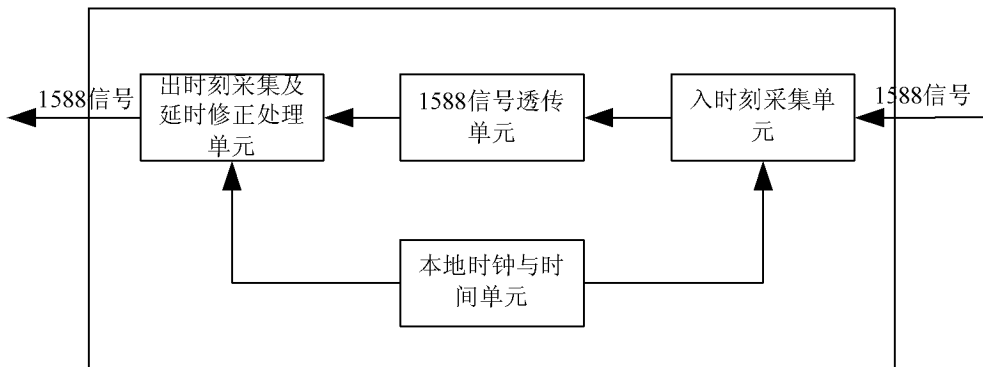 1588信号
出时刻采集及
延时修正处理
单元
1588信号透传
单元
入时刻采集单
元
1588信号
本地时钟与时
间单元